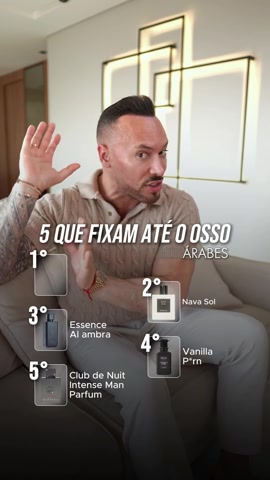 5 QUE FIXAM ATÉ O OSSO
ÁRABES
1°
2°
Nava Sol
3°
Essence
Al ambra
4°
Vanilla
P*rn
5°
Club de Nuit
Intense Man
Parfum